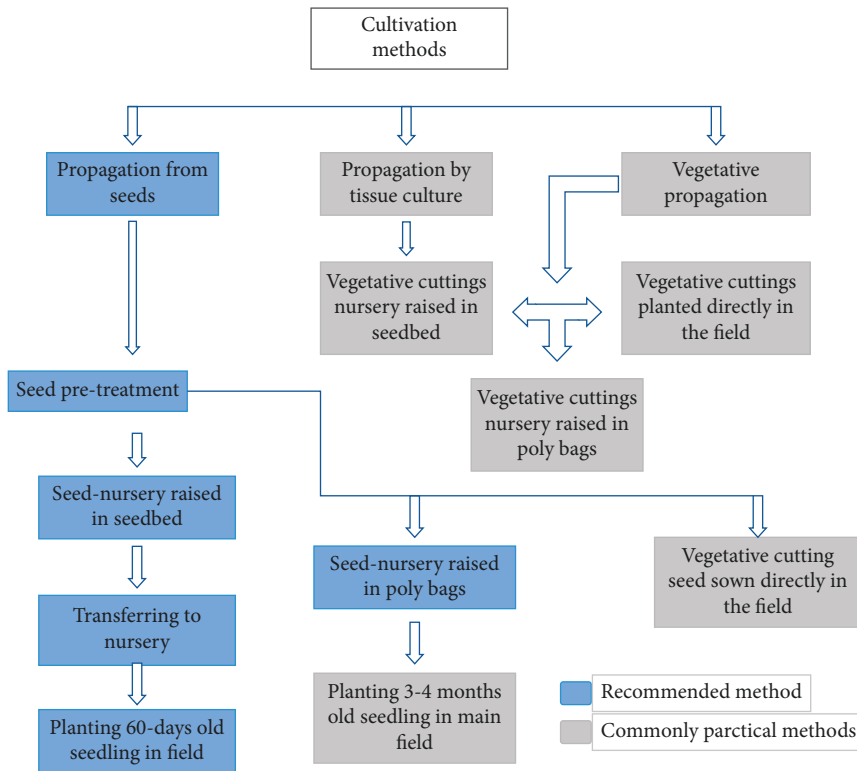 Cultivation
methods
Propagation from
seeds
Propagation by
tissue culture
Vegetative
propagation
Vegetative cuttings
nursery raised in
seedbed
Vegetative cuttings
planted directly in
the field
Seed pre-treatment
Vegetative cuttings
nursery raised in
poly bags
Seed-nursery raised
in seedbed
Seed-nursery raised
in poly bags
Vegetative cutting
seed sown directly in
the field
Transferring to
nursery
Planting 60-days old
seedling in field
Planting 3-4 months
old seedling in main
field
Recommended method
Commonly parctical methods